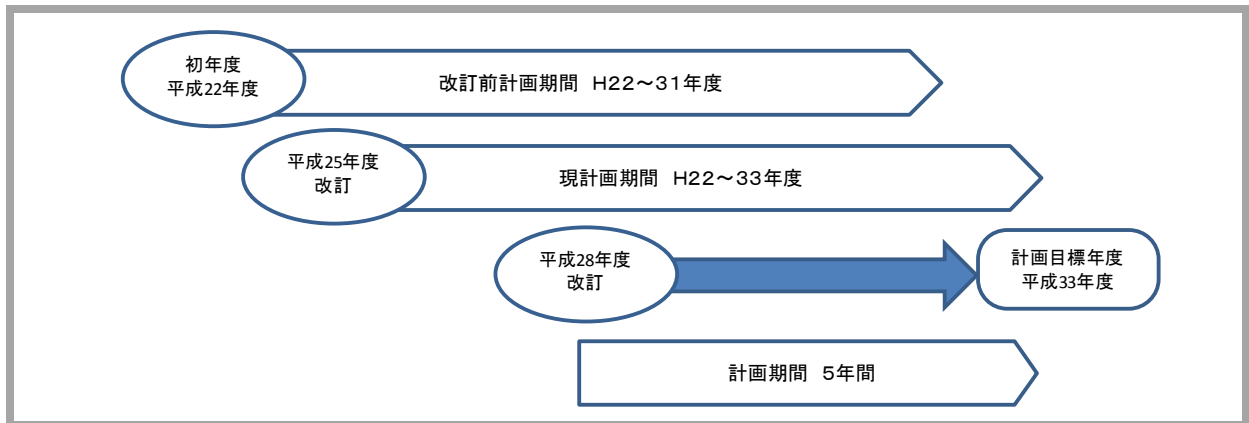 初年度
平成22年度
改訂前計画期間　H22～31年度
平成25年度
改訂
現計画期間　H22～33年度
平成28年度
改訂
計画目標年度
平成33年度
計画期間　5年間